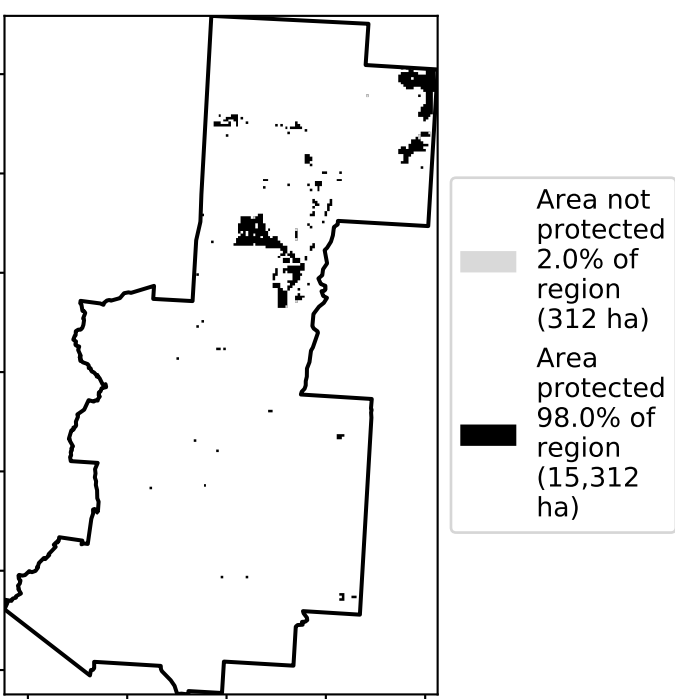 Area not
protected
2.0% of
region
(312 ha)
Area
protected
98.0% of
region
(15,312
ha)